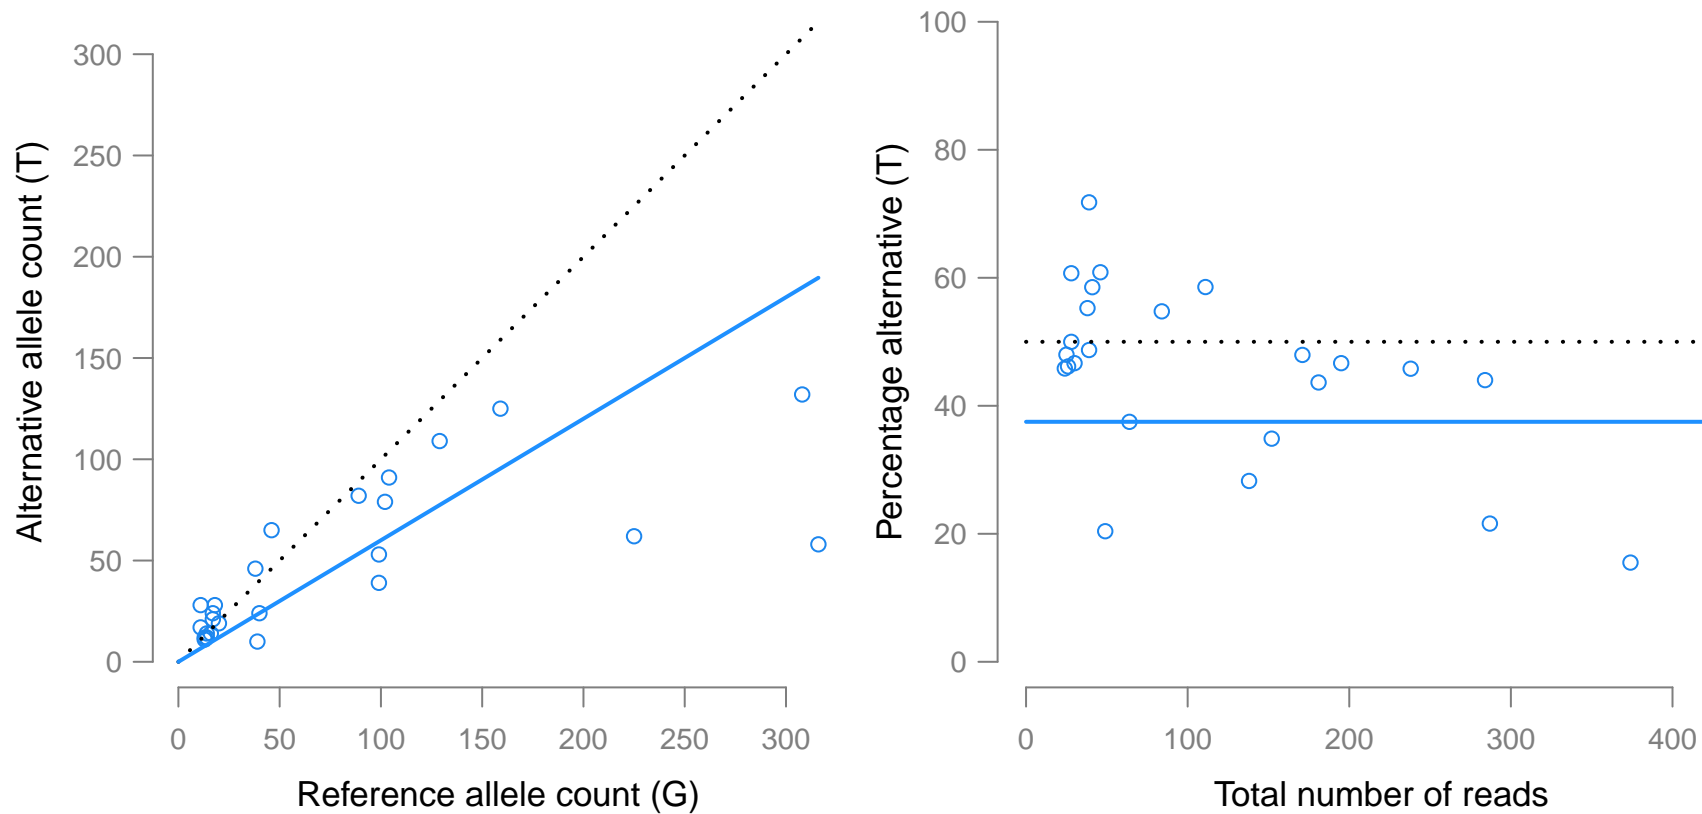 Alternative allele count (T)
300
250
200
150
100
50
0
0 50 100 150 200 250 300
Reference allele count (G)
Percentage alternative (T)
100
80
60
40
20
0
0 100 200 300 400
Total number of reads